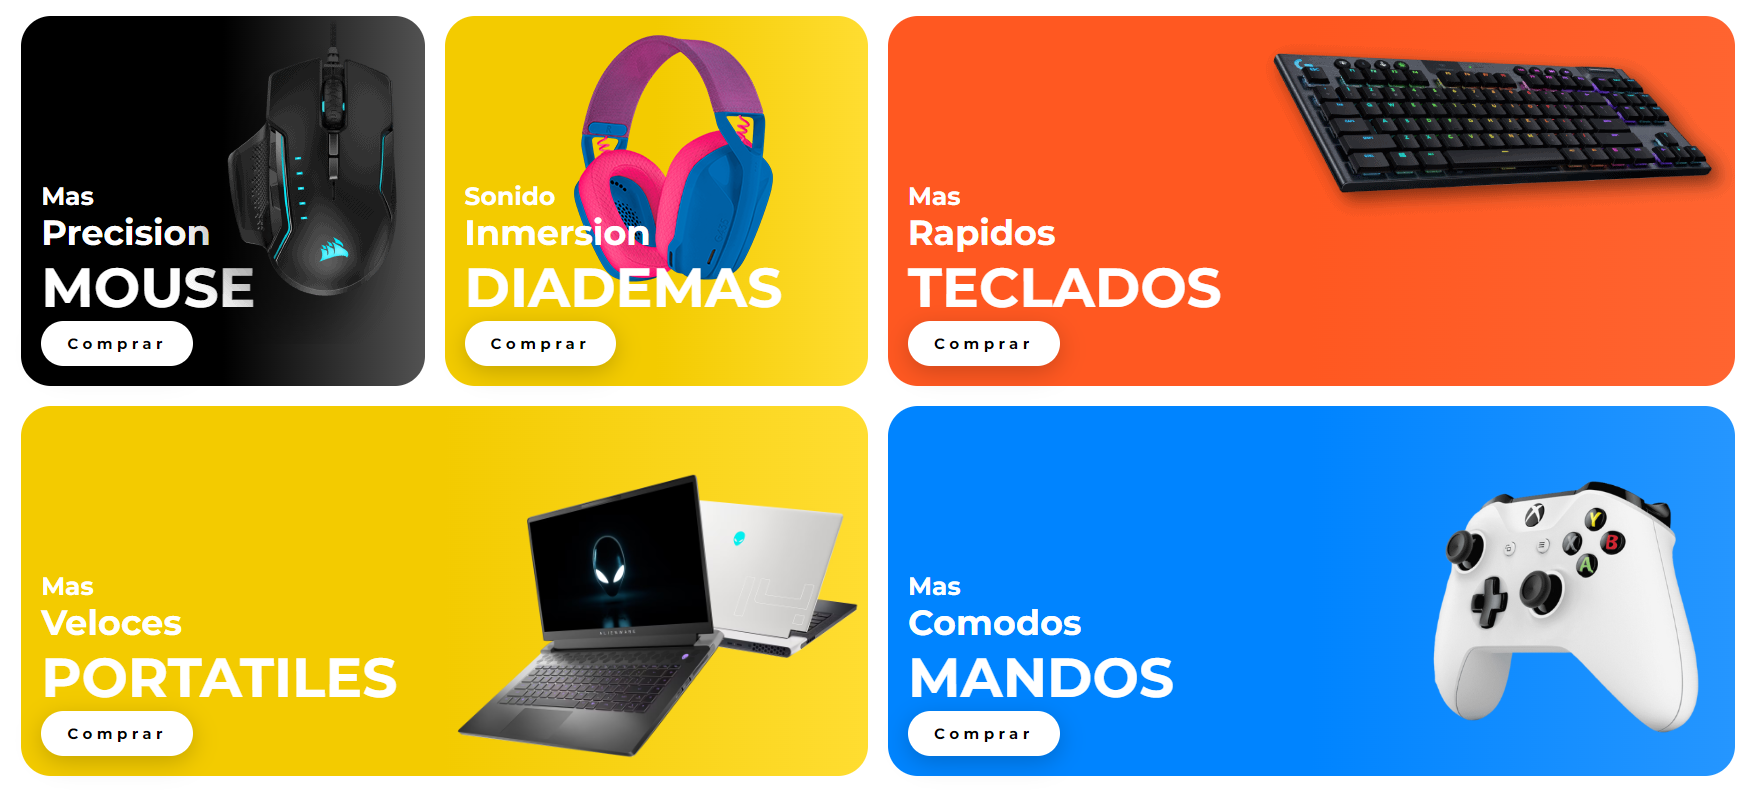 Mas
Precision
MOUSE
Comprar
Sonido
Inmersion
DIADEMAS
Comprar
Mas
Rapidos
TECLADOS
Comprar
Mas
Veloces
PORTATILES
Comprar
ALIENWARE
Mas
Comodos
MANDOS
Comprar
Y
X
B
A